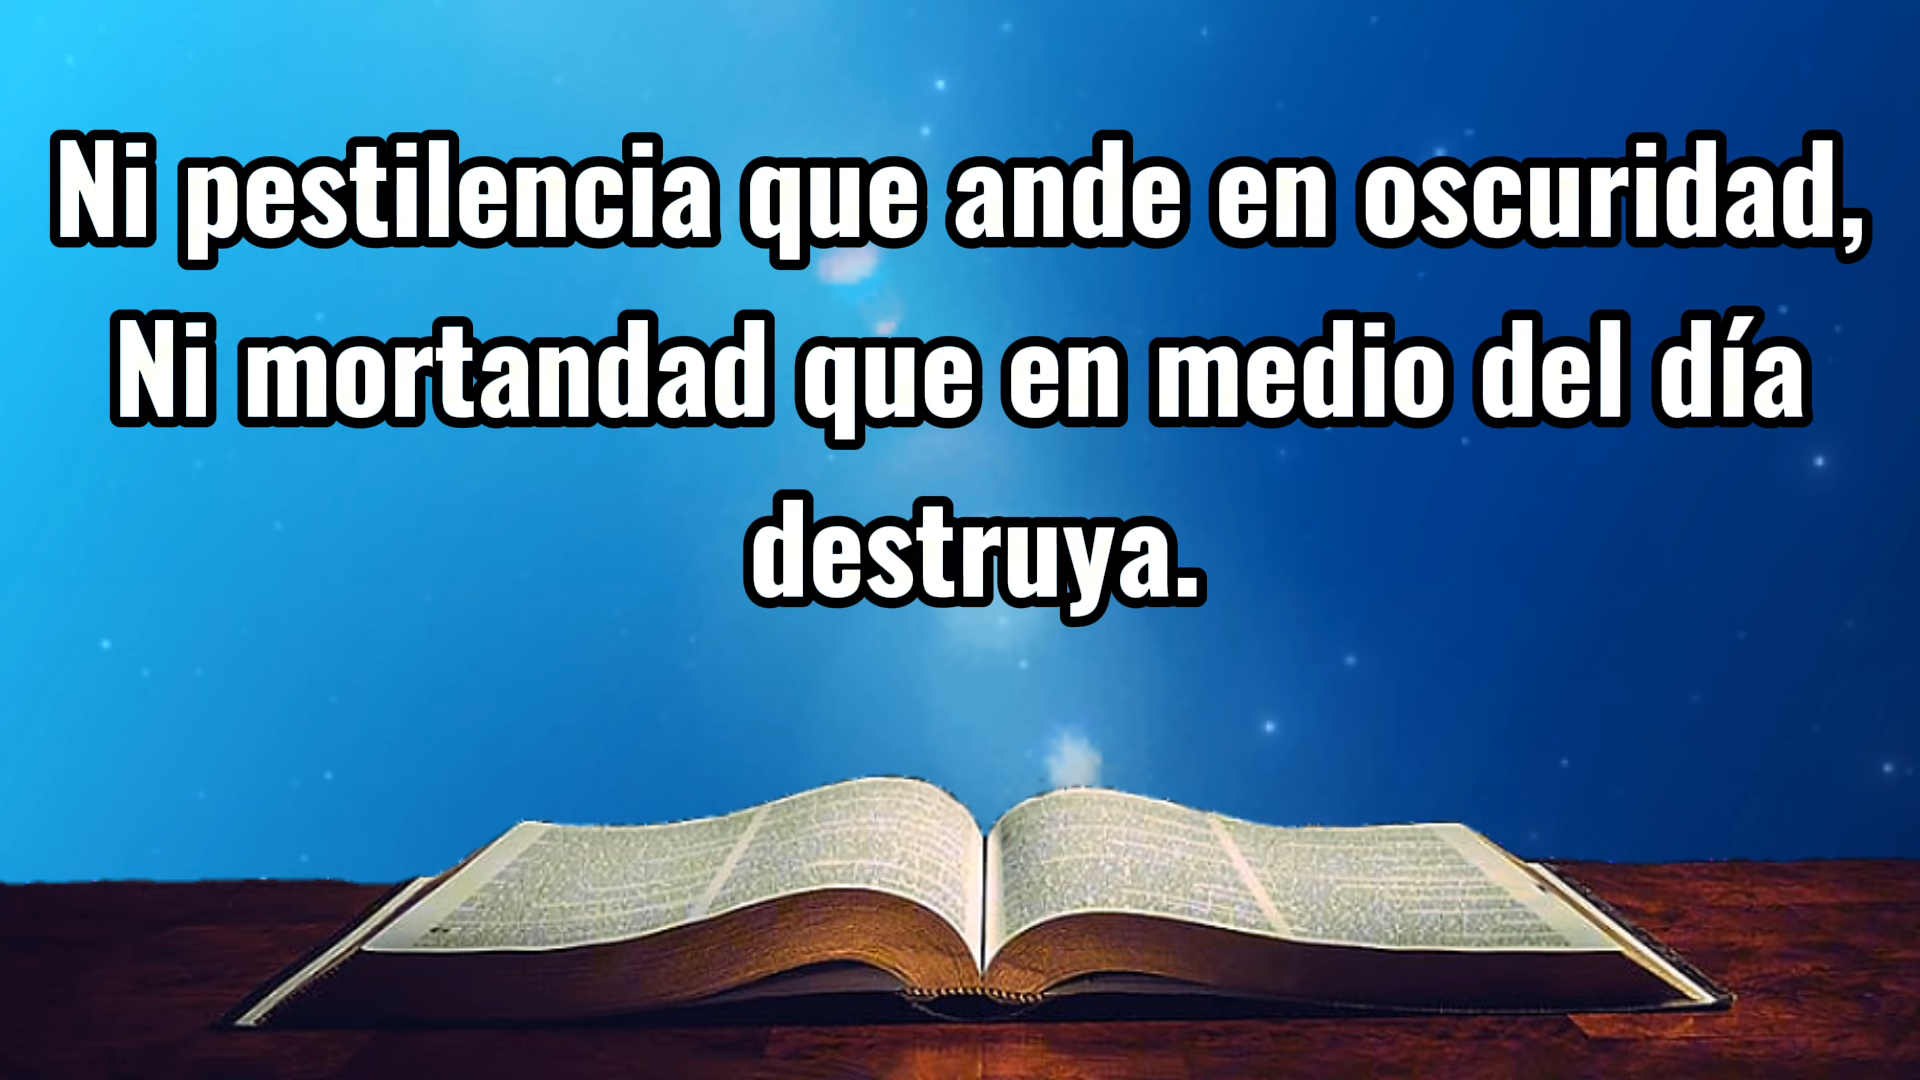 Ni pestilencia que ande en oscuridad,
Ni mortandad que en medio del día
destruya.